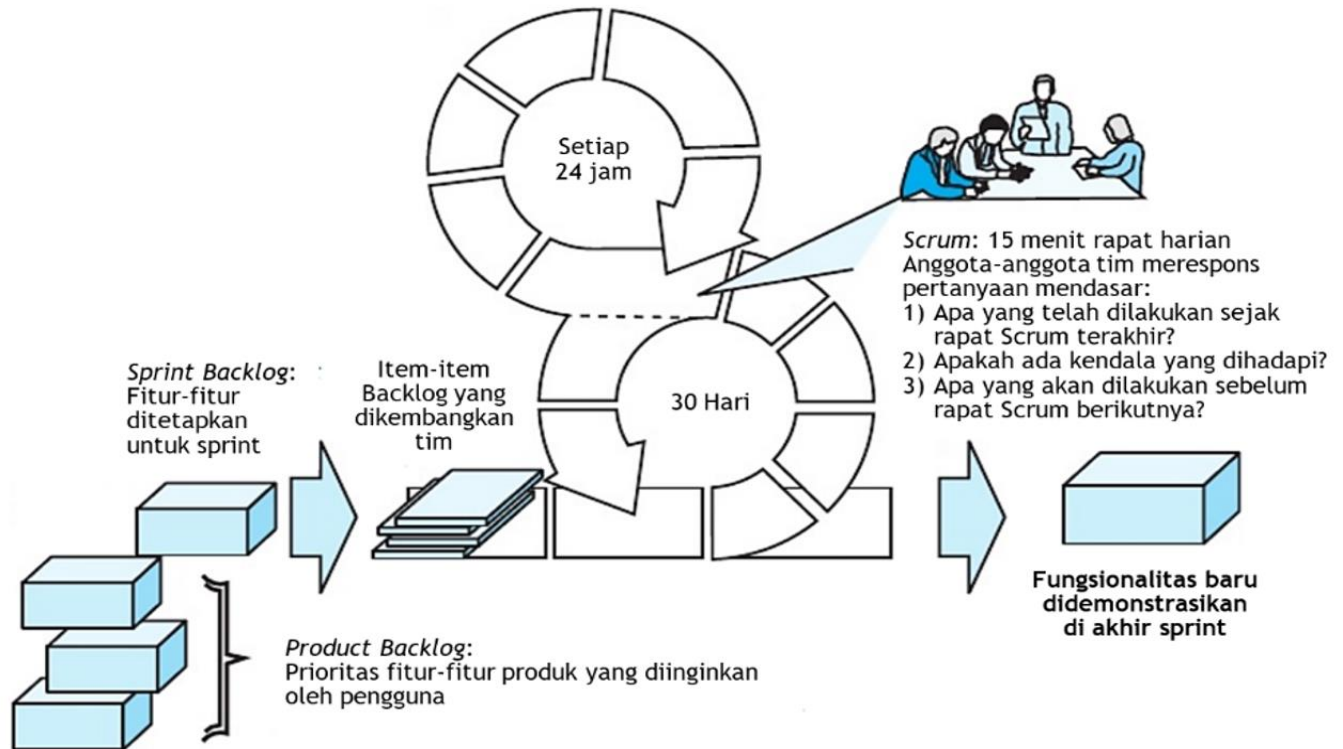 Setiap
24 jam
Scrum: 15 menit rapat harian
Anggota-anggota tim merespons
pertanyaan mendasar:
1) Apa yang telah dilakukan sejak
rapat Scrum terakhir?
2) Apakah ada kendala yang dihadapi?
3) Apa yang akan dilakukan sebelum
rapat Scrum berikutnya?
30 Hari
Sprint Backlog:
Fitur-fitur
ditetapkan
untuk sprint
Item-item
Backlog yang
dikembangkan
tim
Fungsionalitas baru
didemonstrasikan
di akhir sprint
Product Backlog:
Prioritas fitur-fitur produk yang diinginkan
oleh pengguna